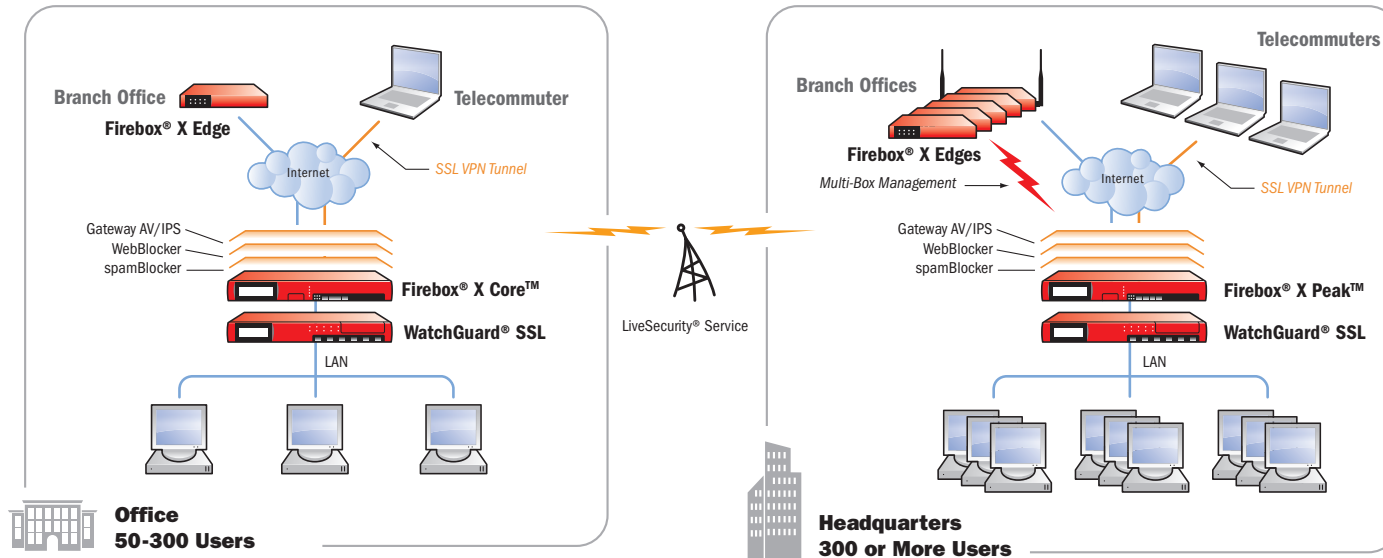 Branch Office
Telecommuter
Firebox® X Edge
Internet
SSL VPN Tunnel
Gateway AV/IPS
WebBlocker
spamBlocker
Firebox® X Core™
WatchGuard® SSL
LAN
Office
50-300 Users
LiveSecurity® Service
Telecommuters
Branch Offices
Firebox® X Edges
Multi-Box Management
Internet
SSL VPN Tunnel
Gateway AV/IPS
WebBlocker
spamBlocker
Firebox® X Peak™
WatchGuard® SSL
LAN
Headquarters
300 or More Users